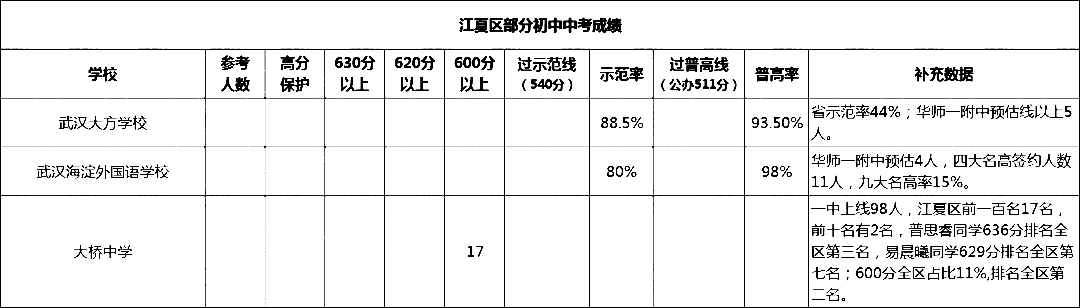 江夏区部分初中中考成绩
学校 参考人数 高分保护 630分以上 620分以上 600分以上 过示范线（540分） 示范率 过普高线（公办511分） 普高率 补充数据
武汉大方学校 88.5% 93.50% 省示范率44%；华师一附中预估线以上5
人。
武汉海淀外国语学校 80% 98% 华师一附中预估4人，四大名高签约人数
11人，九大名高率15%。
大桥中学 17 一中上线98人，江夏区前一百名17名，
前十名有2名，普思睿同学636分排名全
区第三名，易晨曦同学629分排名全区第
七名；600分全区占比11%,排名全区第
二名。